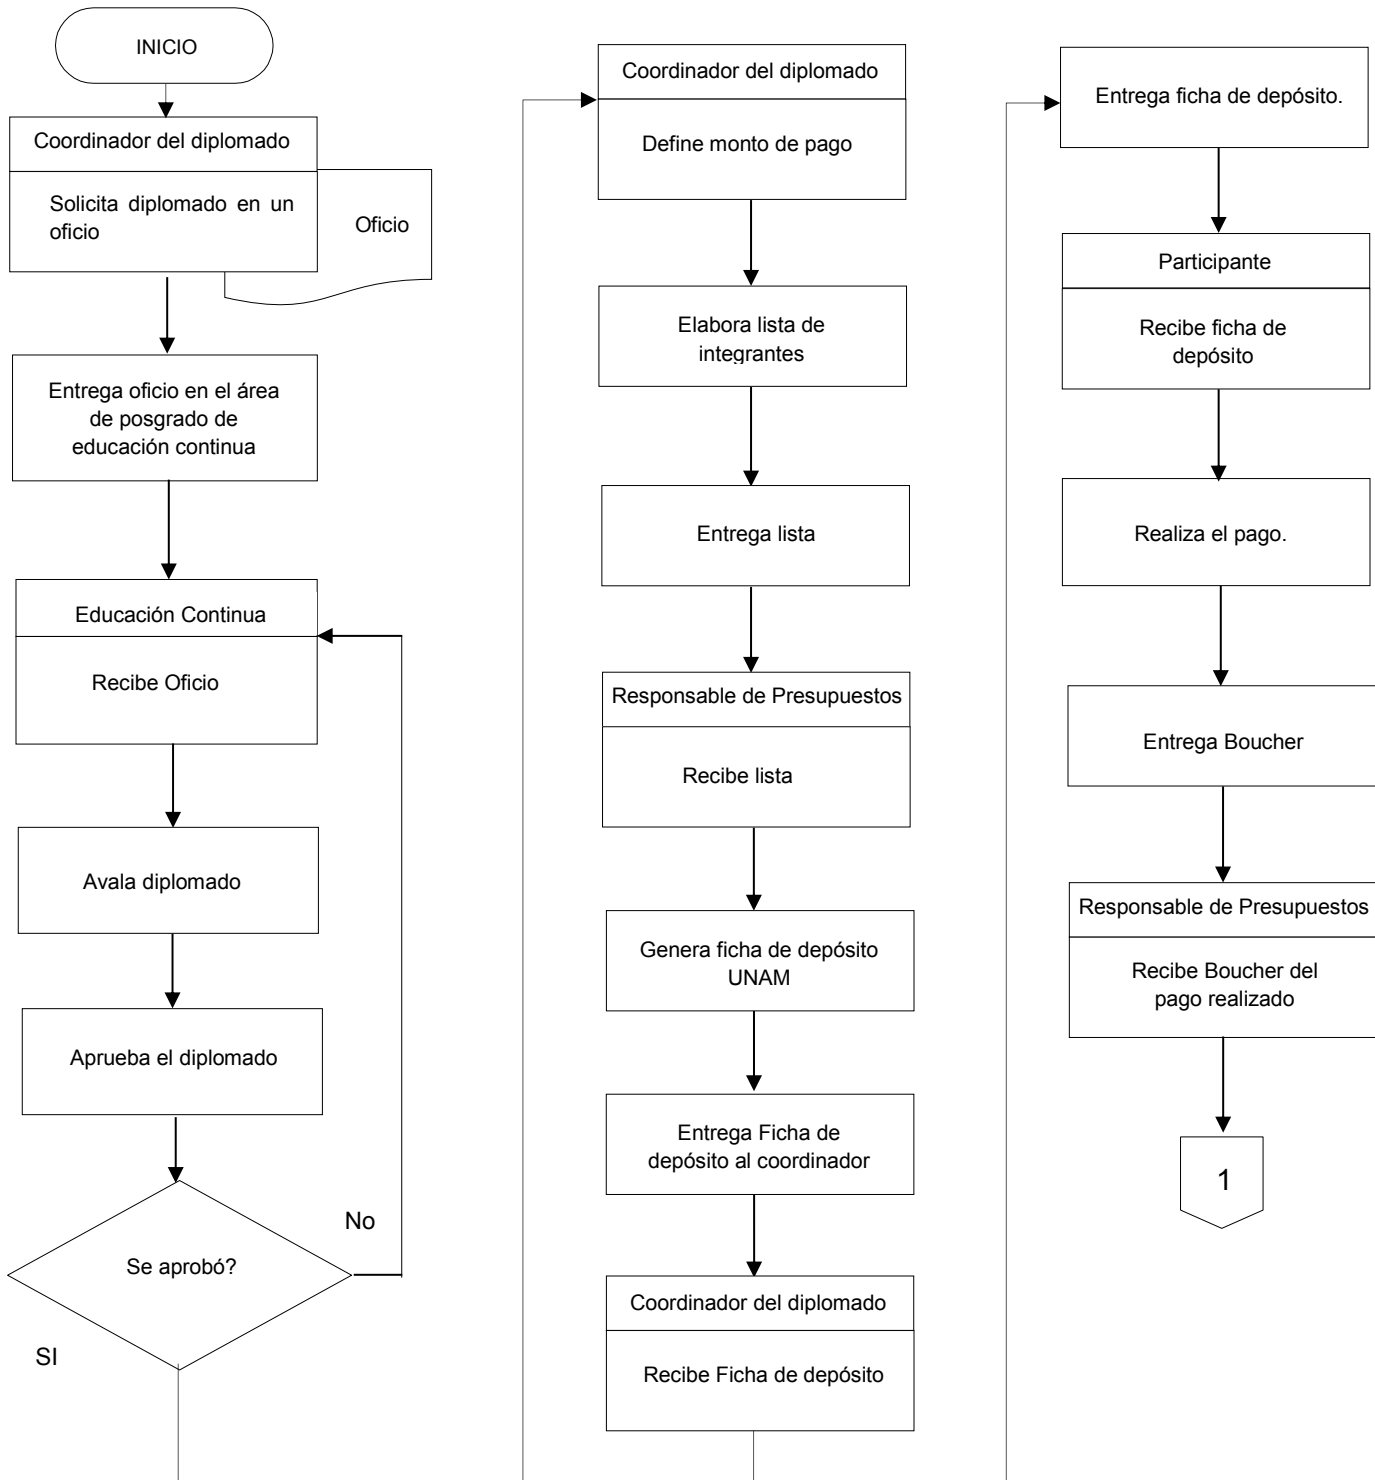 INICIO
Coordinador del diplomado
Solicita diplomado en un
oficio
Oficio
Entrega oficio en el área
de posgrado de
educación continua
Educación Continua
Recibe Oficio
Avala diplomado
Aprueba el diplomado
Se aprobó?
No
SI
Coordinador del diplomado
Define monto de pago
Elabora lista de
integrantes
Entrega lista
Responsable de Presupuestos
Recibe lista
Genera ficha de depósito
UNAM
Entrega Ficha de
depósito al coordinador
Coordinador del diplomado
Recibe Ficha de depósito
Entrega ficha de depósito.
Participante
Recibe ficha de
depósito
Realiza el pago.
Entrega Boucher
Responsable de Presupuestos
Recibe Boucher del
pago realizado
1